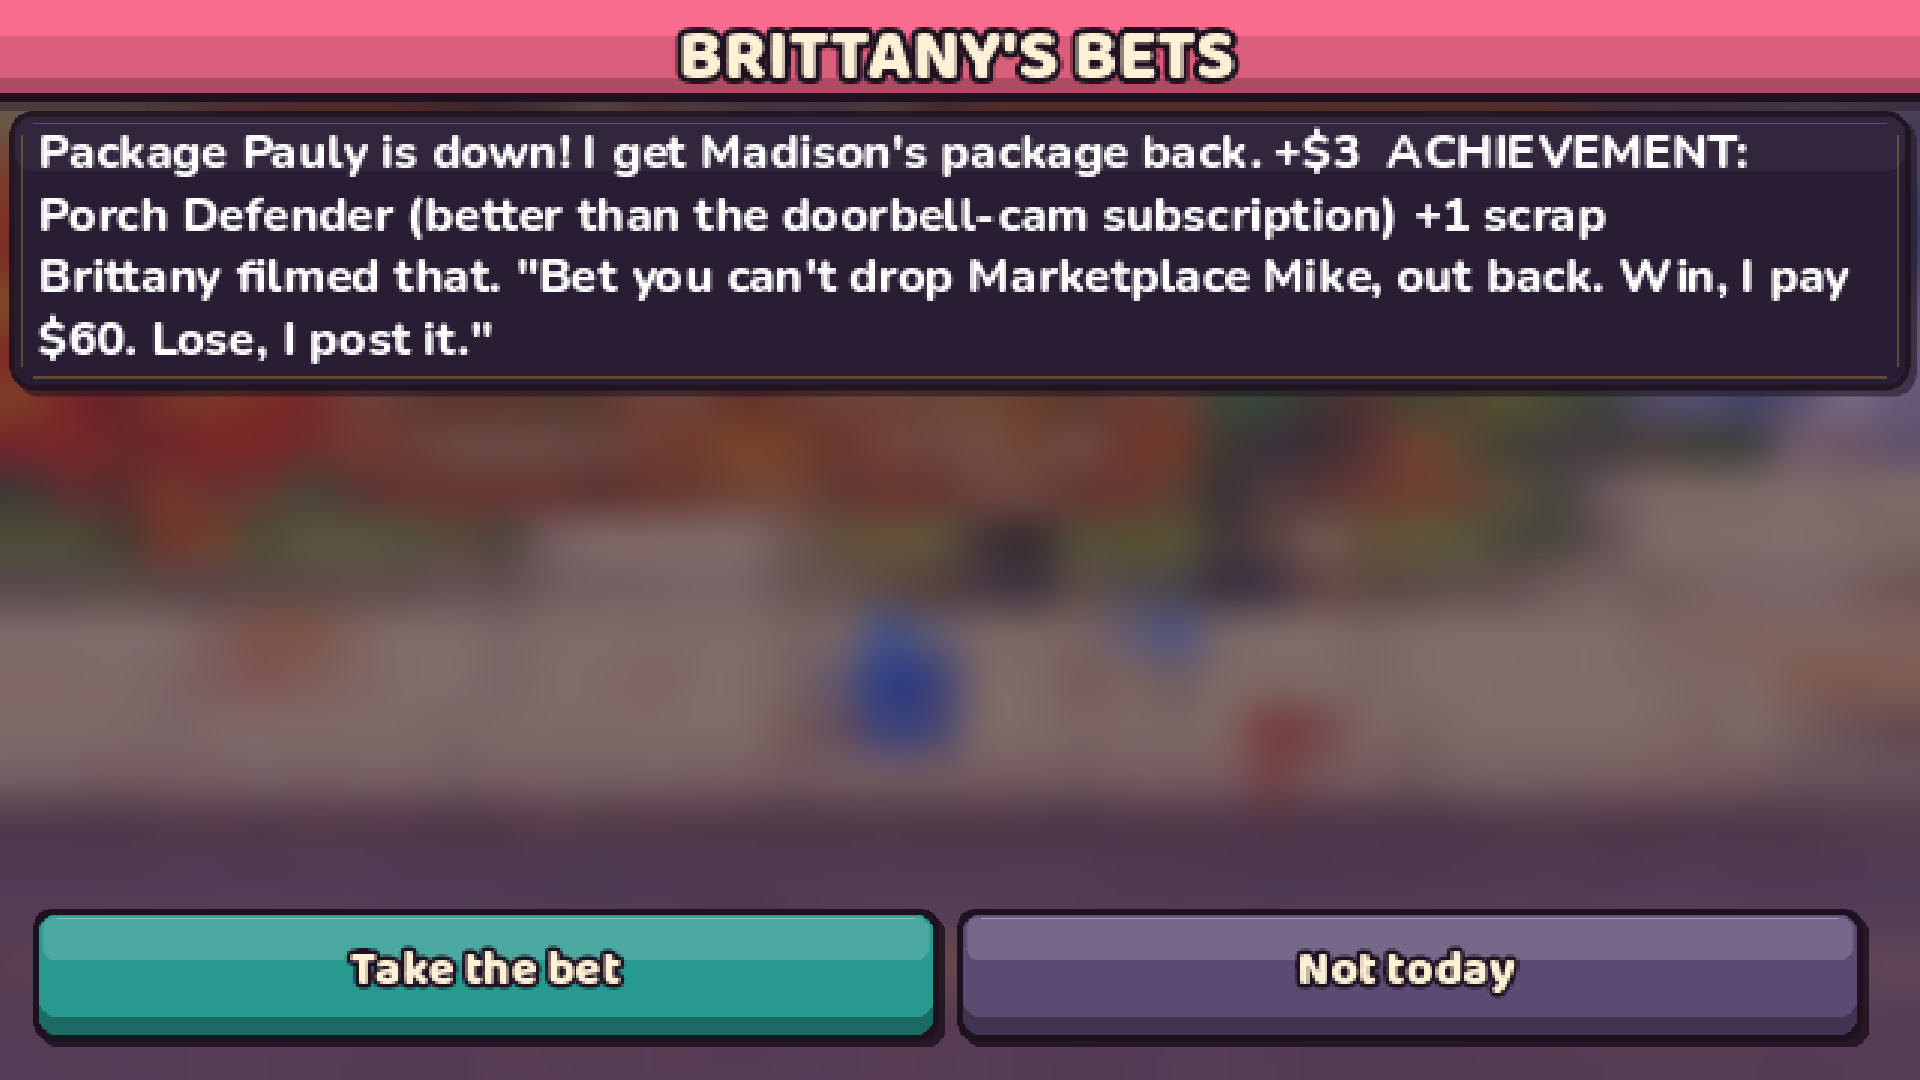 BRITTANY'S BETS
Package Pauly is down! I get Madison's package back. +$3  ACHIEVEMENT:
Porch Defender (better than the doorbell-cam subscription) +1 scrap
Brittany filmed that. "Bet you can't drop Marketplace Mike, out back. Win, I pay
$60. Lose, I post it."
Take the bet
Not today